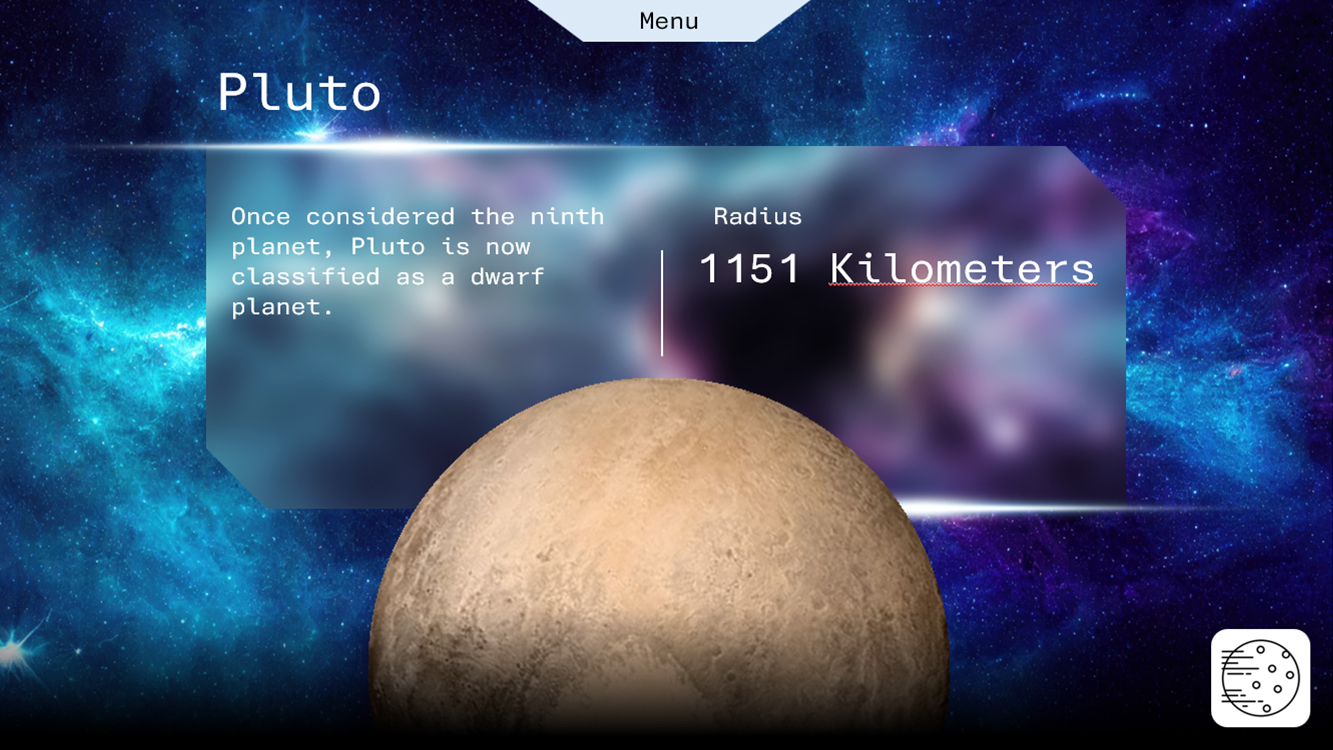 Menu
Pluto
Once considered the ninth
planet, Pluto is now
classified as a dwarf
planet.
Radius
1151 Kilometers